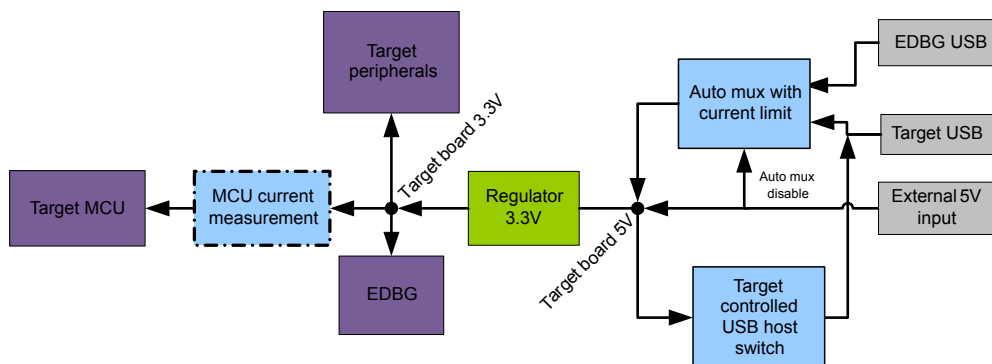 Target
peripherals
EDBG USB
Auto mux with
current limit
Target USB
Target board 3.3V
Auto mux
disable
Target MCU
MCU current
measurement
Regulator
3.3V
External 5V
input
Target board 5V
EDBG
Target
controlled
USB host
switch